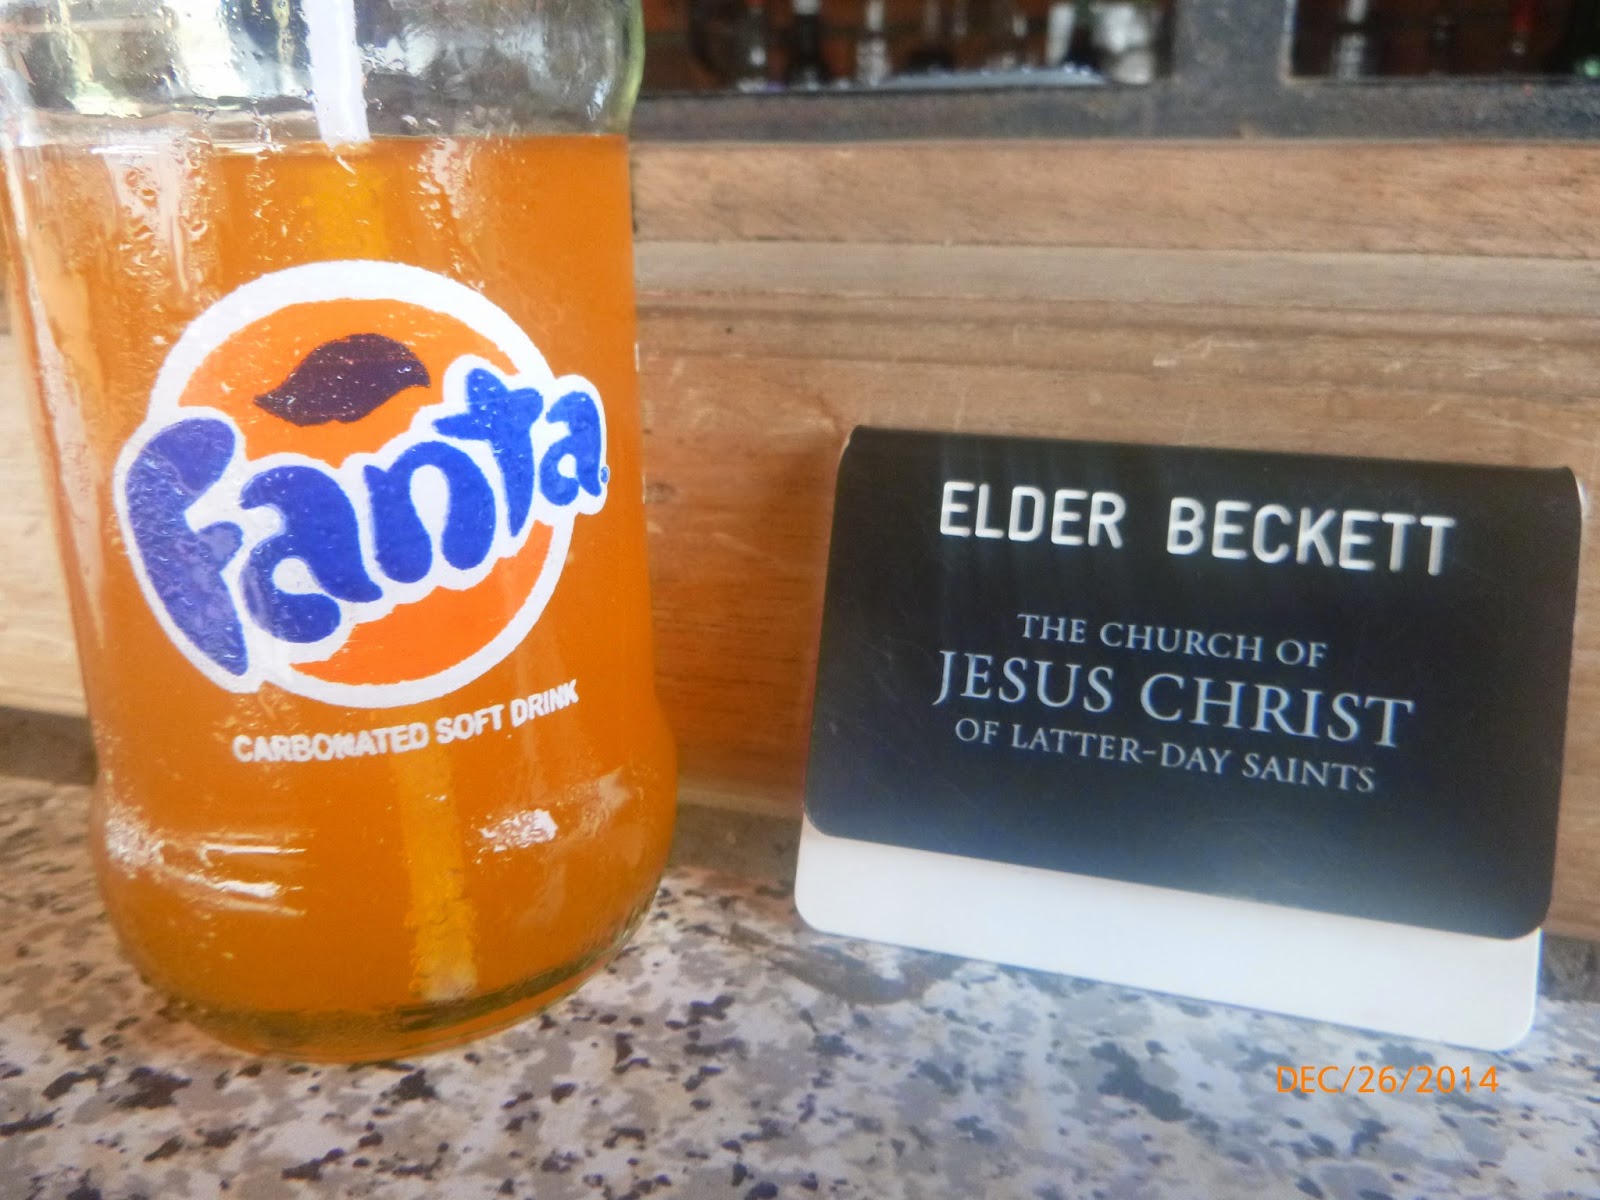 Fanta
CARBONATED SOFT DRINK
ELDER BECKETT
THE CHURCH OF
JESUS CHRIST
OF LATTER-DAY SAINTS
DEC/26/2014